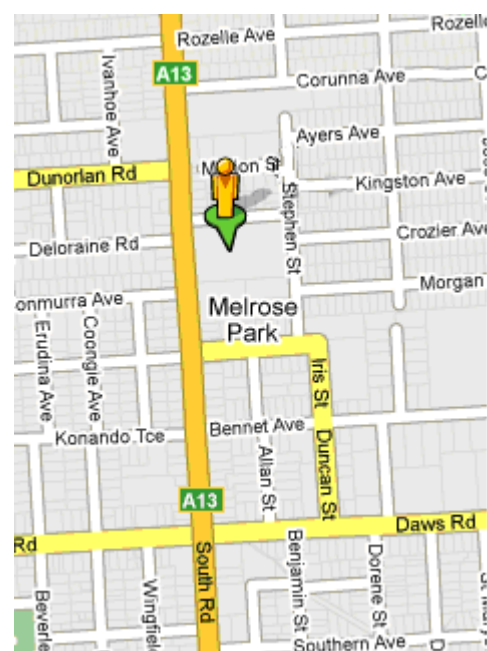 Rozelle Ave
Rozell
Ivanhoe Ave
A13
Corunna Ave
C
Ayers Ave
Dunorlan Rd
Kingston Ave
Stephen St
Deloraine Rd
Crozier Ave
Morgan
onmurra Ave
Melrose
Park
Erudina Ave
Coongie Ave
Iris St
Bennet Ave
Konando Tce
Allan St
Duncan St
A13
Daws Rd
Rd
South Rd
Benjamin St
Dorene St
Beverle
Wingfiel
Southern Ave
D